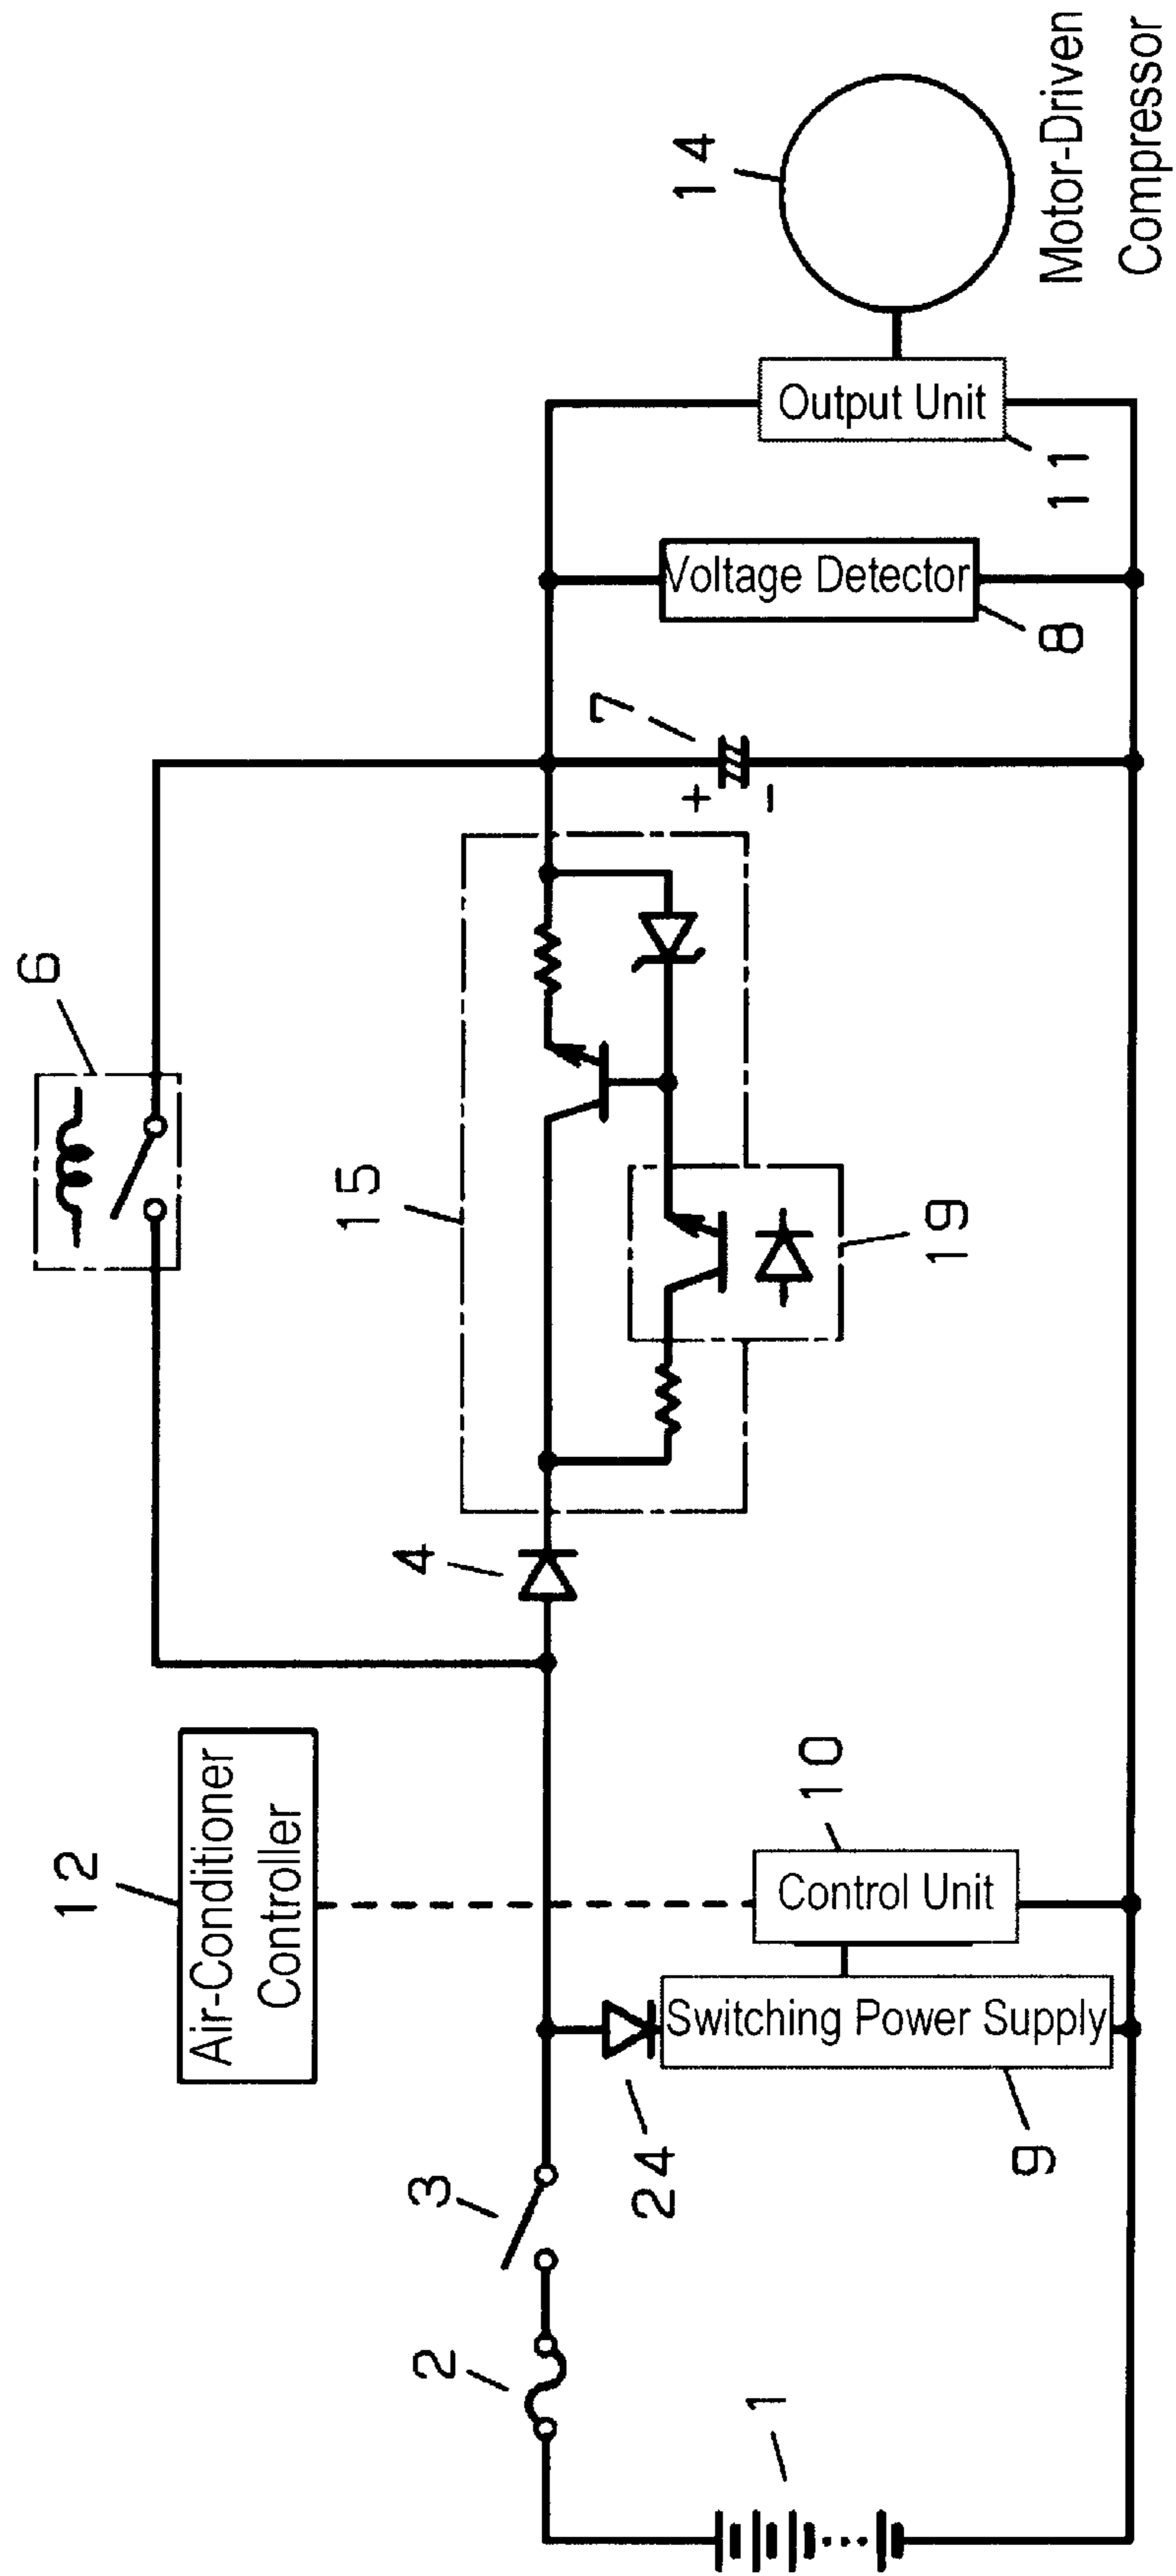 6
12
Air-Conditioner
Controller
15
4
3
2
14
7
+
−
19
10
Control Unit
Switching Power Supply
24
9
1
Voltage Detector
8
Output Unit
11
Motor-Driven
Compressor